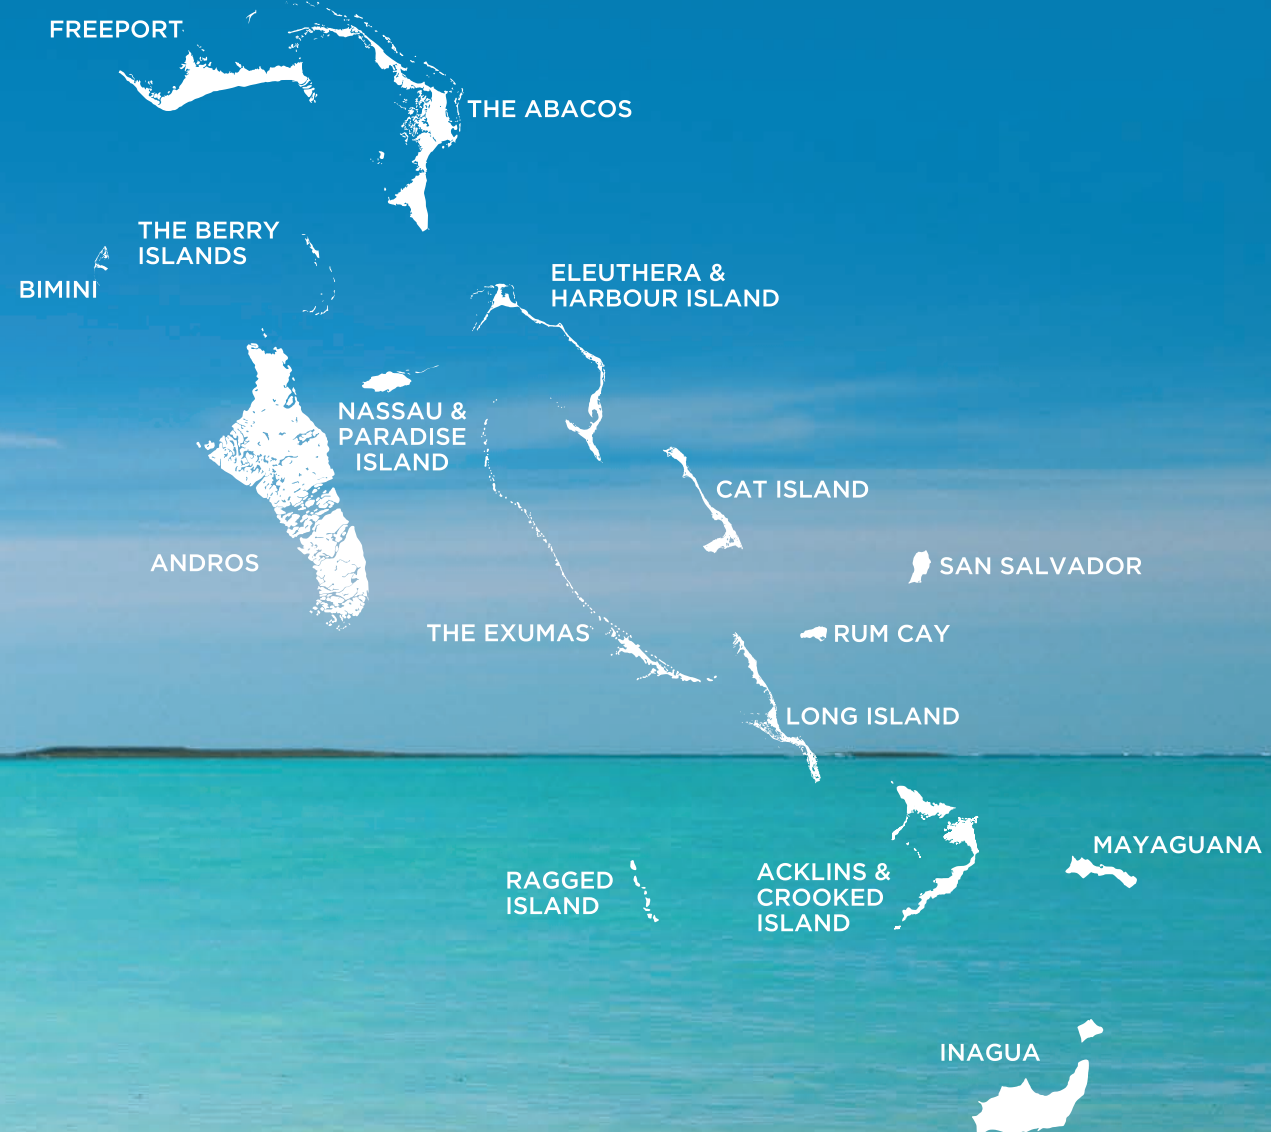 FREEPORT
THE ABACOS
THE BERRY
ISLANDS
BIMINI
ELEUTHERA &
HARBOUR ISLAND
NASSAU &
PARADISE
ISLAND
CAT ISLAND
ANDROS
SAN SALVADOR
THE EXUMAS
RUM CAY
LONG ISLAND
MAYAGUANA
RAGGED
ISLAND
ACKLINS &
CROOKED
ISLAND
INAGUA